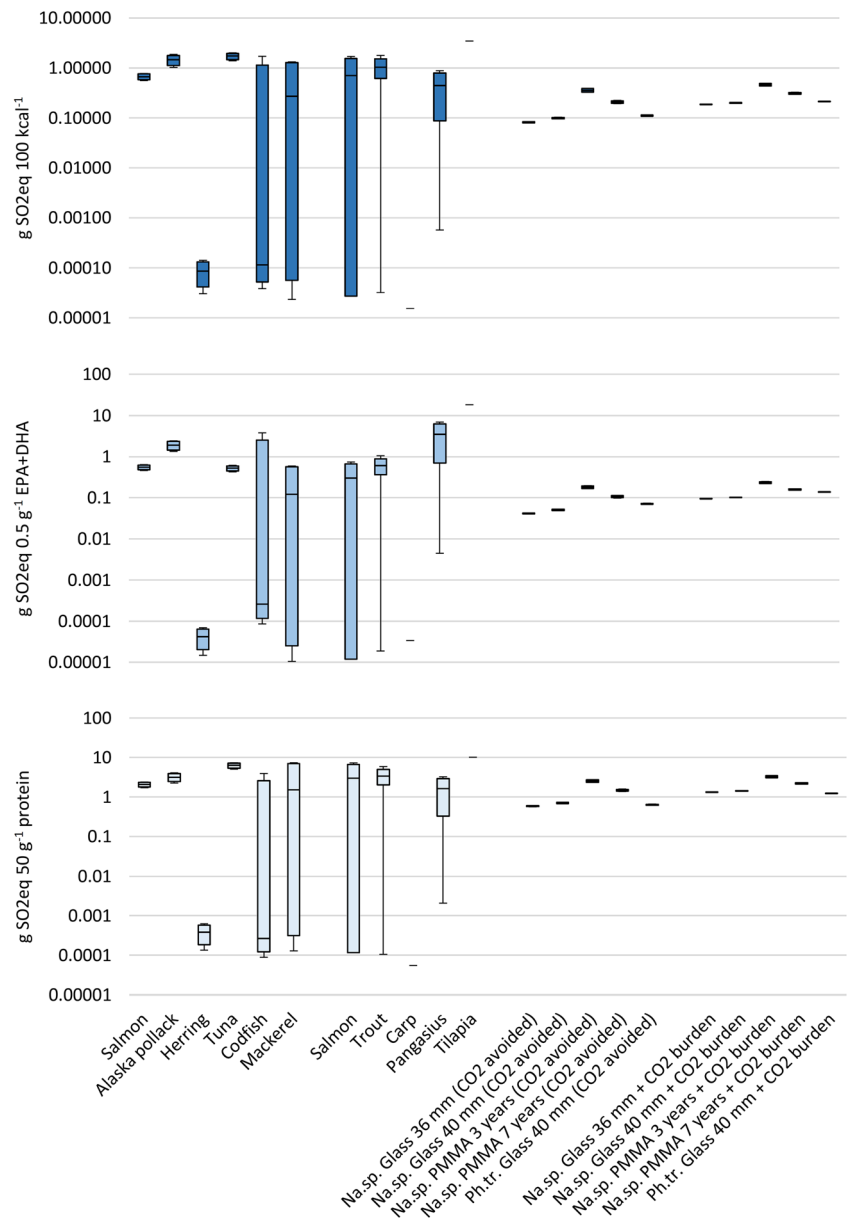 10.00000
1.00000
0.10000
0.01000
0.00100
0.00010
0.00001
g SO2eq 100 kcal⁻¹
100
10
1
0.1
0.01
0.001
0.0001
0.00001
g SO2eq 0.5 g⁻¹ EPA+DHA
100
10
1
0.1
0.01
0.001
0.0001
0.00001
g SO2eq 50 g⁻¹ protein
Salmon
Alaska pollack
Herring
Tuna
Codfish
Mackerel
Salmon
Trout
Carp
Pangasius
Tilapia
Na.sp. Glass 36 mm (CO2 avoided)
Na.sp. Glass 40 mm (CO2 avoided)
Na.sp. PMMA 3 years (CO2 avoided)
Na.sp. PMMA 7 years (CO2 avoided)
Ph.tr. Glass 40 mm (CO2 avoided)
Na.sp. Glass 36 mm + CO2 burden
Na.sp. Glass 40 mm + CO2 burden
Na.sp. PMMA 3 years + CO2 burden
Na.sp. PMMA 7 years + CO2 burden
Ph.tr. Glass 40 mm + CO2 burden